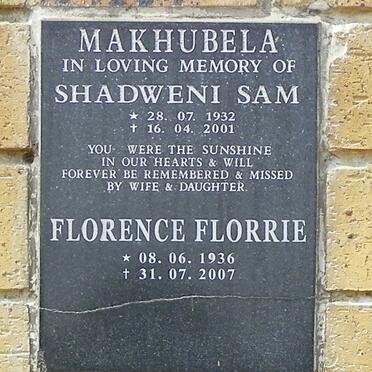 MAKHUBELA
IN LOVING MEMORY OF
SHADWENI SAM
★ 28. 07. 1932
† 16. 04. 2001
YOU WERE THE SUNSHINE
IN OUR HEARTS & WILL
FOREVER BE REMEMBERED & MISSED
BY WIFE & DAUGHTER.
FLORENCE FLORRIE
★ 08. 06. 1936
† 31. 07. 2007